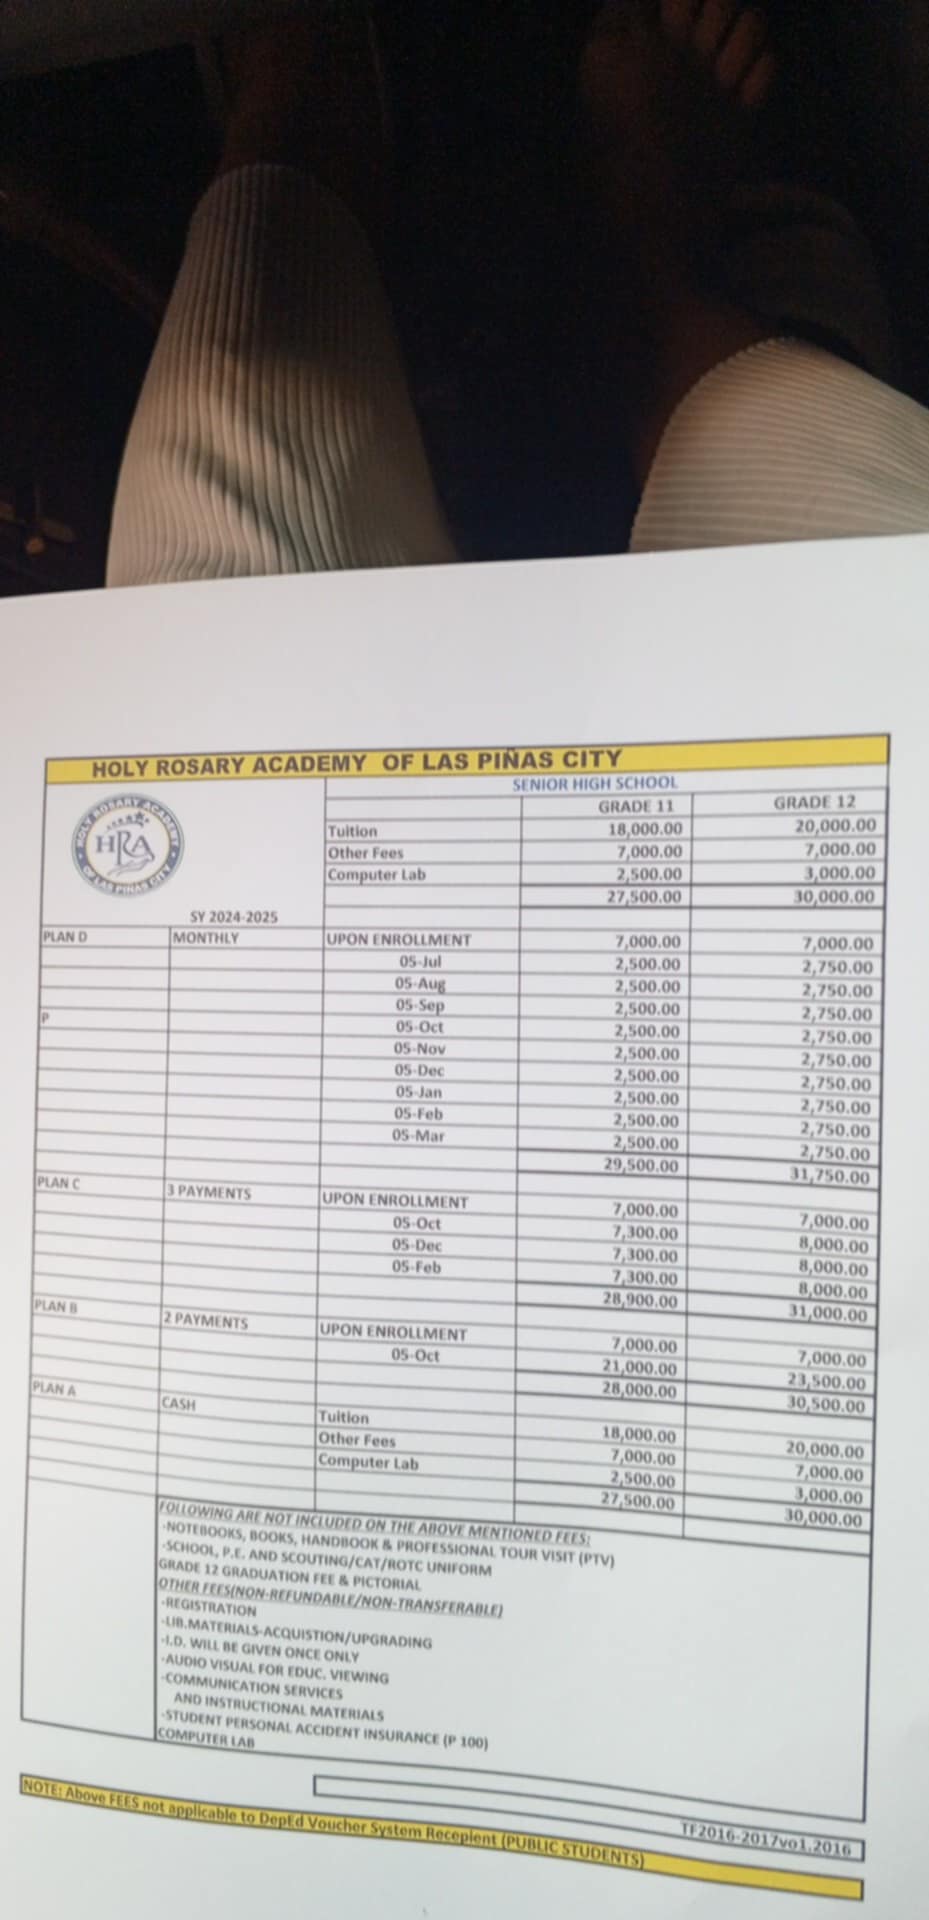 HOLY ROSARY ACADEMY OF LAS PIÑAS CITY
HOLY ROSARY ACADEMY
HRA
OF LAS PIÑAS CITY
SENIOR HIGH SCHOOL
GRADE 11 GRADE 12
Tuition 18,000.00 20,000.00
Other Fees 7,000.00 7,000.00
Computer Lab 2,500.00 3,000.00
27,500.00 30,000.00
SY 2024-2025
PLAN D MONTHLY UPON ENROLLMENT 7,000.00 7,000.00
05-Jul 2,500.00 2,750.00
05-Aug 2,500.00 2,750.00
05-Sep 2,500.00 2,750.00
P 05-Oct 2,500.00 2,750.00
05-Nov 2,500.00 2,750.00
05-Dec 2,500.00 2,750.00
05-Jan 2,500.00 2,750.00
05-Feb 2,500.00 2,750.00
05-Mar 2,500.00 2,750.00
29,500.00 31,750.00
PLAN C 3 PAYMENTS UPON ENROLLMENT 7,000.00 7,000.00
05-Oct 7,300.00 8,000.00
05-Dec 7,300.00 8,000.00
05-Feb 7,300.00 8,000.00
28,900.00 31,000.00
PLAN B 2 PAYMENTS UPON ENROLLMENT 7,000.00 7,000.00
05-Oct 21,000.00 23,500.00
28,000.00 30,500.00
PLAN A CASH Tuition 18,000.00 20,000.00
Other Fees 7,000.00 7,000.00
Computer Lab 2,500.00 3,000.00
27,500.00 30,000.00
FOLLOWING ARE NOT INCLUDED ON THE ABOVE MENTIONED FEES:
-NOTEBOOKS, BOOKS, HANDBOOK & PROFESSIONAL TOUR VISIT (PTV)
-SCHOOL, P.E. AND SCOUTING/CAT/ROTC UNIFORM
GRADE 12 GRADUATION FEE & PICTORIAL
OTHER FEES(NON-REFUNDABLE/NON-TRANSFERABLE)
-REGISTRATION
-LIB.MATERIALS-ACQUISTION/UPGRADING
-I.D. WILL BE GIVEN ONCE ONLY
-AUDIO VISUAL FOR EDUC. VIEWING
-COMMUNICATION SERVICES
AND INSTRUCTIONAL MATERIALS
-STUDENT PERSONAL ACCIDENT INSURANCE (P 100)
COMPUTER LAB
TF2016-2017vo1.2016
NOTE: Above FEES not applicable to DepEd Voucher System Recepient (PUBLIC STUDENTS)